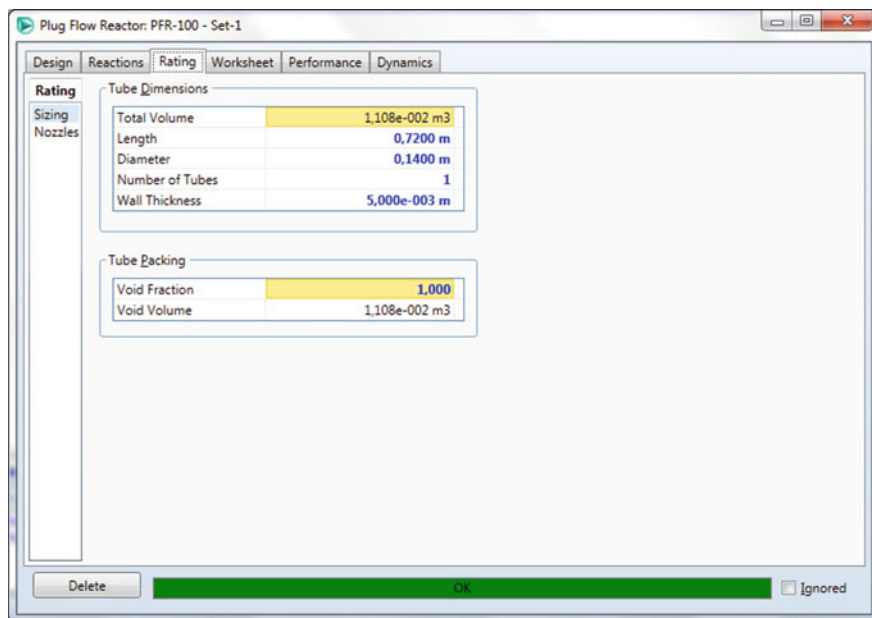 Plug Flow Reactor: PFR-100 - Set-1
Design Reactions Rating Worksheet Performance Dynamics
Rating
Sizing
Nozzles
Tube Dimensions
Total Volume 1,108e-002 m3
Length 0,7200 m
Diameter 0,1400 m
Number of Tubes 1
Wall Thickness 5,000e-003 m
Tube Packing
Void Fraction 1,000
Void Volume 1,108e-002 m3
Delete OK Ignored